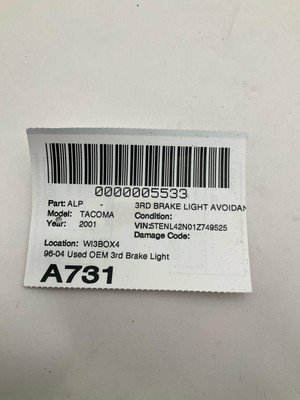 0000005533
Part: ALP - 3RD BRAKE LIGHT AVOIDAN
Model: TACOMA Condition:
Year: 2001 VIN:5TENL42N01Z749525
Damage Code:
Location: WI3BOX4
96-04 Used OEM 3rd Brake Light
A731